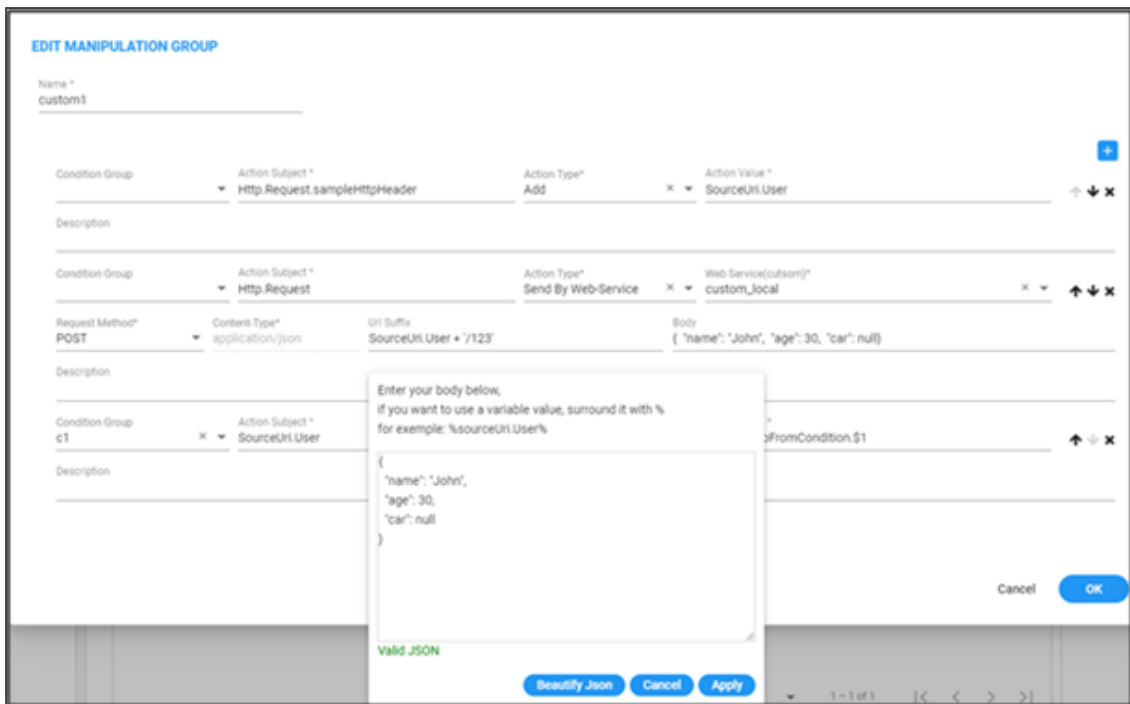 EDIT MANIPULATION GROUP
Name *
custom1
+
Condition Group Action Subject * Action Type* Action Value *
Http.Request.sampleHttpHeader Add SourceUri.User
Description
Condition Group Action Subject * Action Type* Web Service(cutsom)*
Http.Request Send By Web-Service custom_local
Request Method* Content-Type* Uri Suffix Body
POST application/json SourceUri.User + '/123' { "name": "John", "age": 30, "car": null}
Description
Condition Group Action Subject * *
c1 SourceUri.User FromCondition.$1
Description
Enter your body below,
if you want to use a variable value, surround it with %
for exemple: %sourceUri.User%
{
"name": "John",
"age": 30,
"car": null
}
Valid JSON
Beautify Json Cancel Apply
Cancel OK
1 – 1 of 1